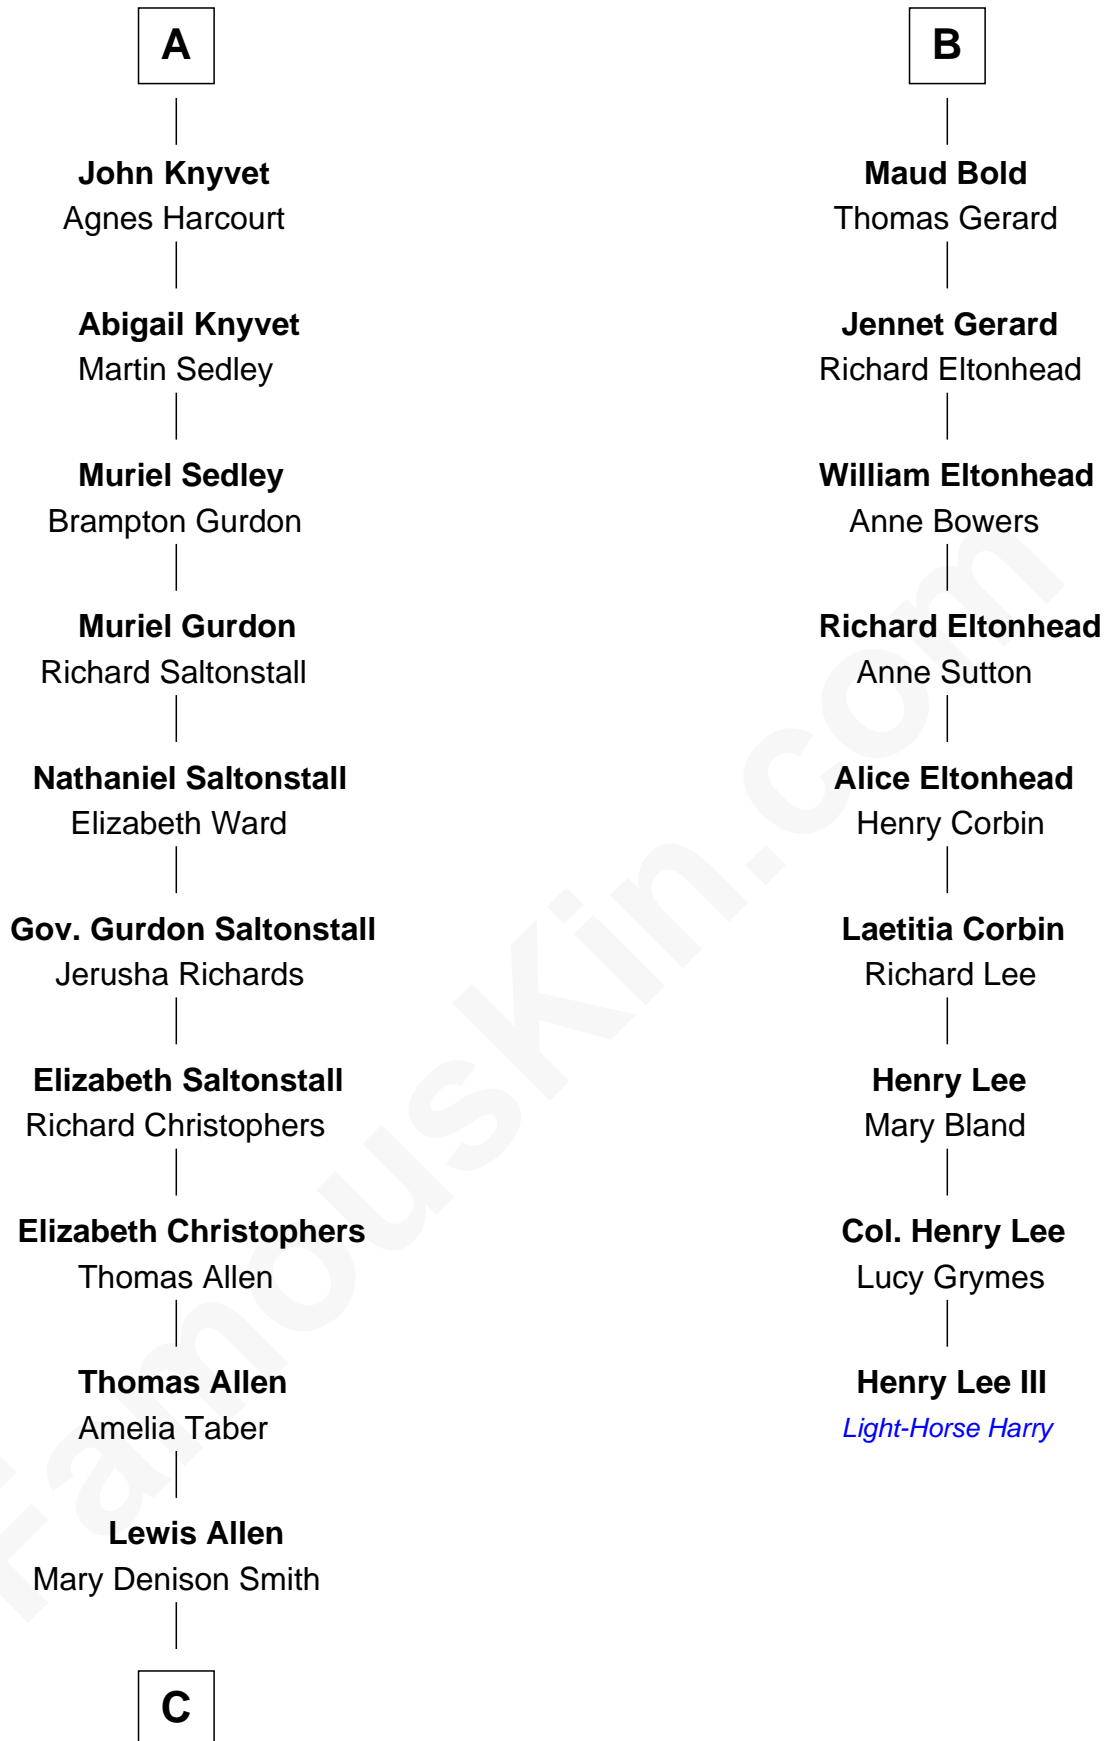 A
John Knyvet
Agnes Harcourt
Abigail Knyvet
Martin Sedley
Muriel Sedley
Brampton Gurdon
Muriel Gurdon
Richard Saltonstall
Nathaniel Saltonstall
Elizabeth Ward
Gov. Gurdon Saltonstall
Jerusha Richards
Elizabeth Saltonstall
Richard Christophers
Elizabeth Christophers
Thomas Allen
Thomas Allen
Amelia Taber
Lewis Allen
Mary Denison Smith
C
B
Maud Bold
Thomas Gerard
Jennet Gerard
Richard Eltonhead
William Eltonhead
Anne Bowers
Richard Eltonhead
Anne Sutton
Alice Eltonhead
Henry Corbin
Laetitia Corbin
Richard Lee
Henry Lee
Mary Bland
Col. Henry Lee
Lucy Grymes
Henry Lee III
Light-Horse Harry
FamousKin.com